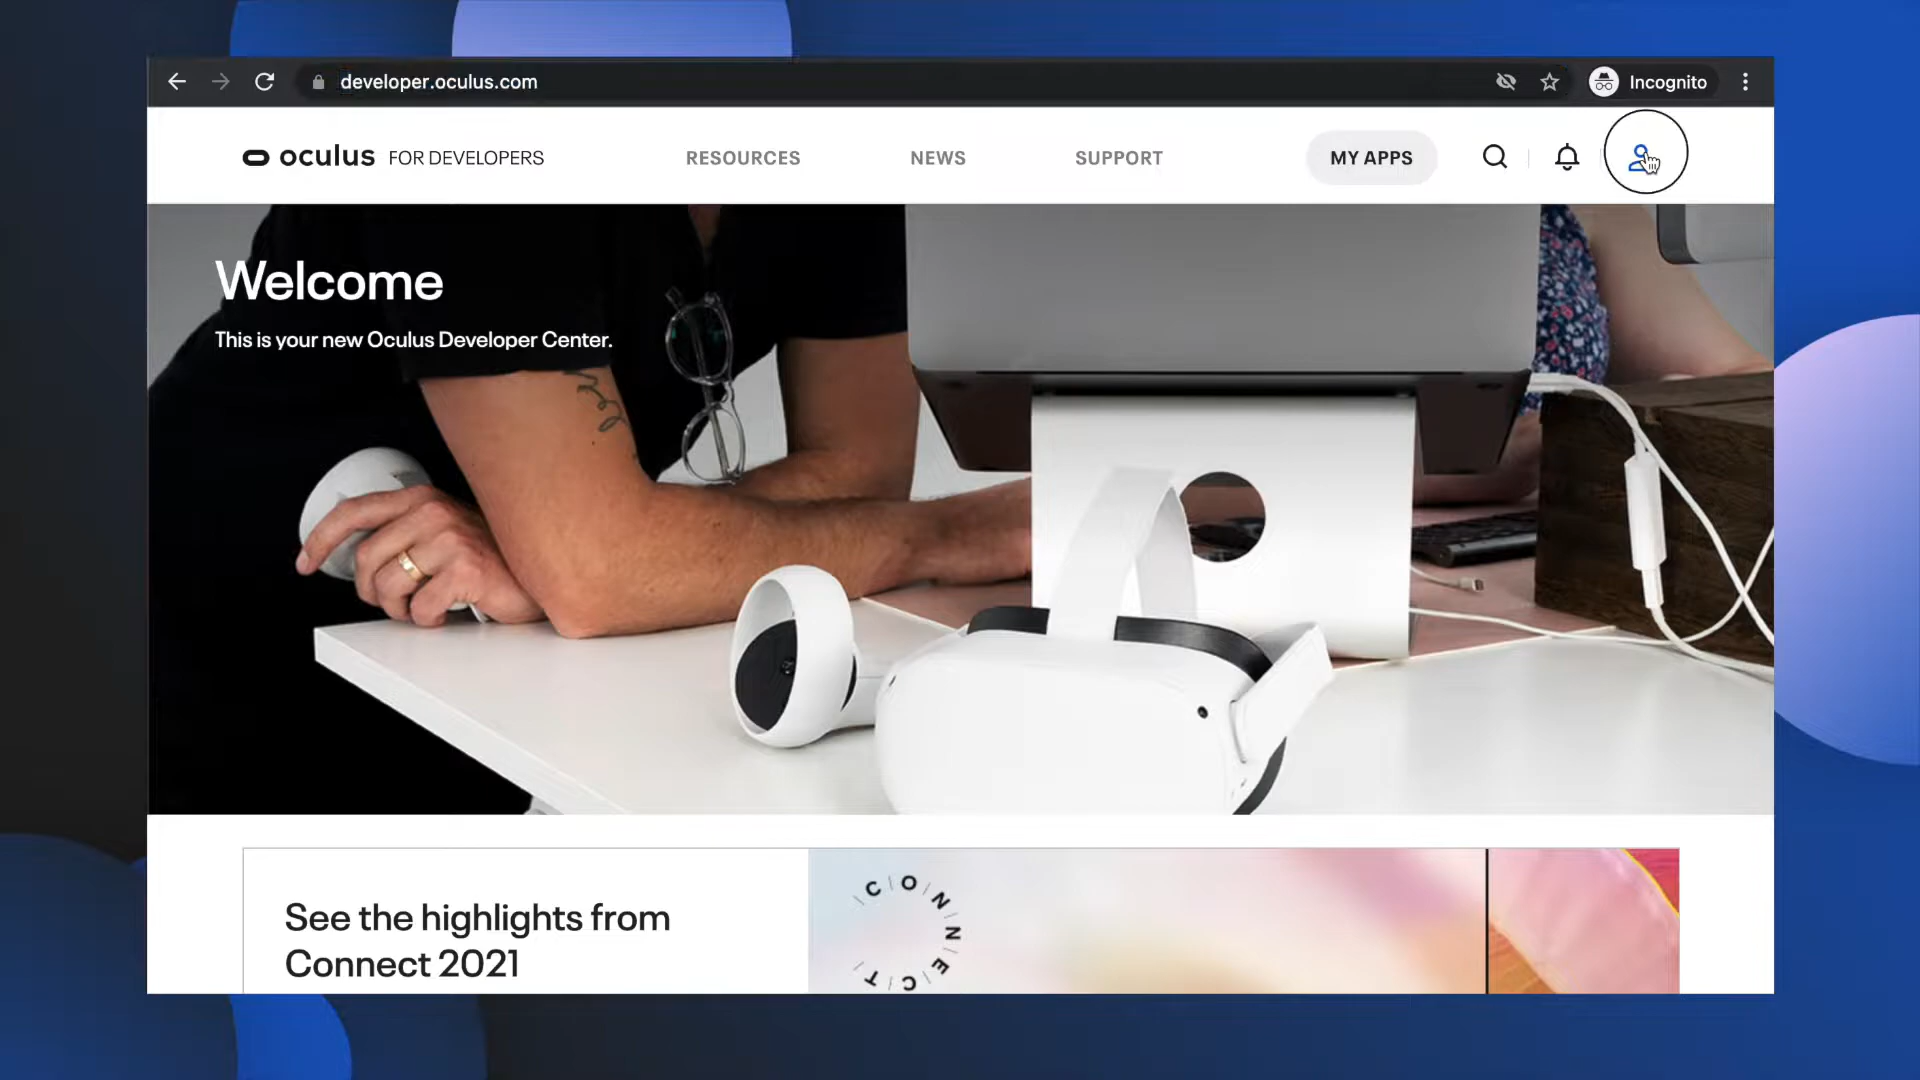 developer.oculus.com
Incognito
oculus FOR DEVELOPERS
RESOURCES
NEWS
SUPPORT
MY APPS
Welcome
This is your new Oculus Developer Center.
See the highlights from
Connect 2021
CONNECT